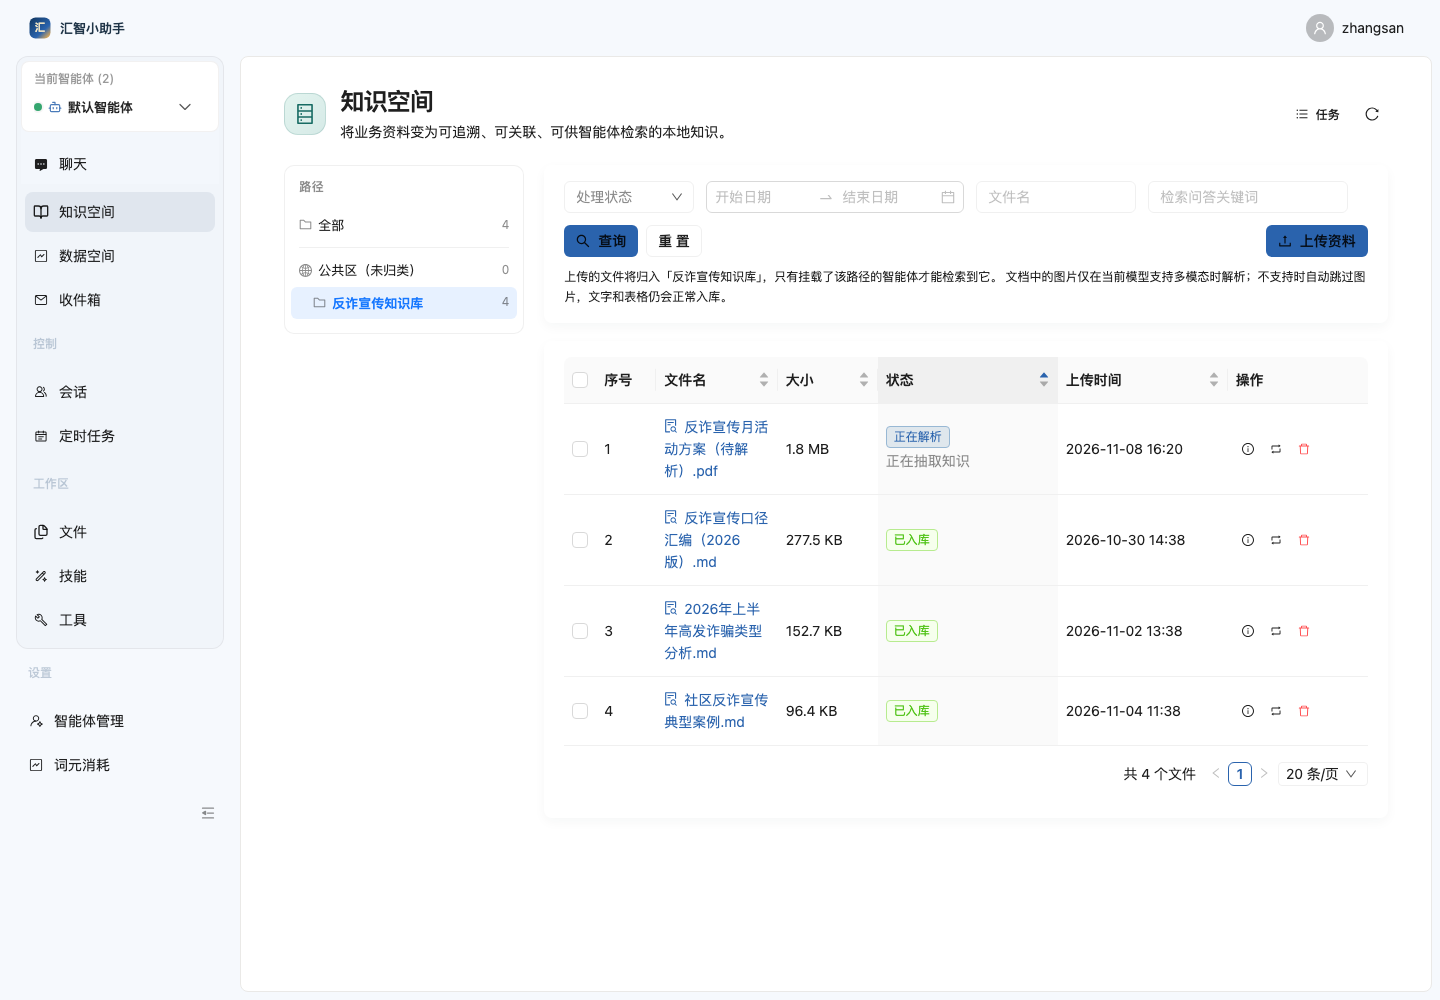 汇 汇智小助手
zhangsan
当前智能体 (2)
默认智能体
聊天
知识空间
数据空间
收件箱
控制
会话
定时任务
工作区
文件
技能
工具
设置
智能体管理
词元消耗
知识空间
将业务资料变为可追溯、可关联、可供智能体检索的本地知识。
任务
路径
全部 4
公共区（未归类） 0
反诈宣传知识库 4
处理状态 开始日期 结束日期 文件名 检索问答关键词
查询 重 置 上传资料
上传的文件将归入「反诈宣传知识库」，只有挂载了该路径的智能体才能检索到它。 文档中的图片仅在当前模型支持多模态时解析；不支持时自动跳过图
片，文字和表格仍会正常入库。
序号 文件名 大小 状态 上传时间 操作
1 反诈宣传月活
动方案（待解
析）.pdf
1.8 MB
正在解析
正在抽取知识
2026-11-08 16:20
2 反诈宣传口径
汇编（2026
版）.md
277.5 KB
已入库
2026-10-30 14:38
3 2026年上半
年高发诈骗类型
分析.md
152.7 KB
已入库
2026-11-02 13:38
4 社区反诈宣传
典型案例.md
96.4 KB
已入库
2026-11-04 11:38
共 4 个文件 1 20 条/页